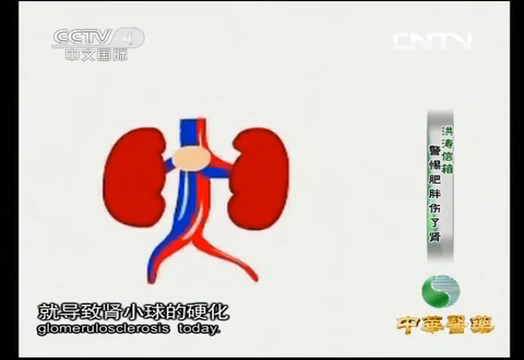 CCTV 4
中文国际
CNTV
洪涛信箱
警惕肥胖伤了肾
就导致肾小球的硬化
glomerulosclerosis today.
中華醫藥